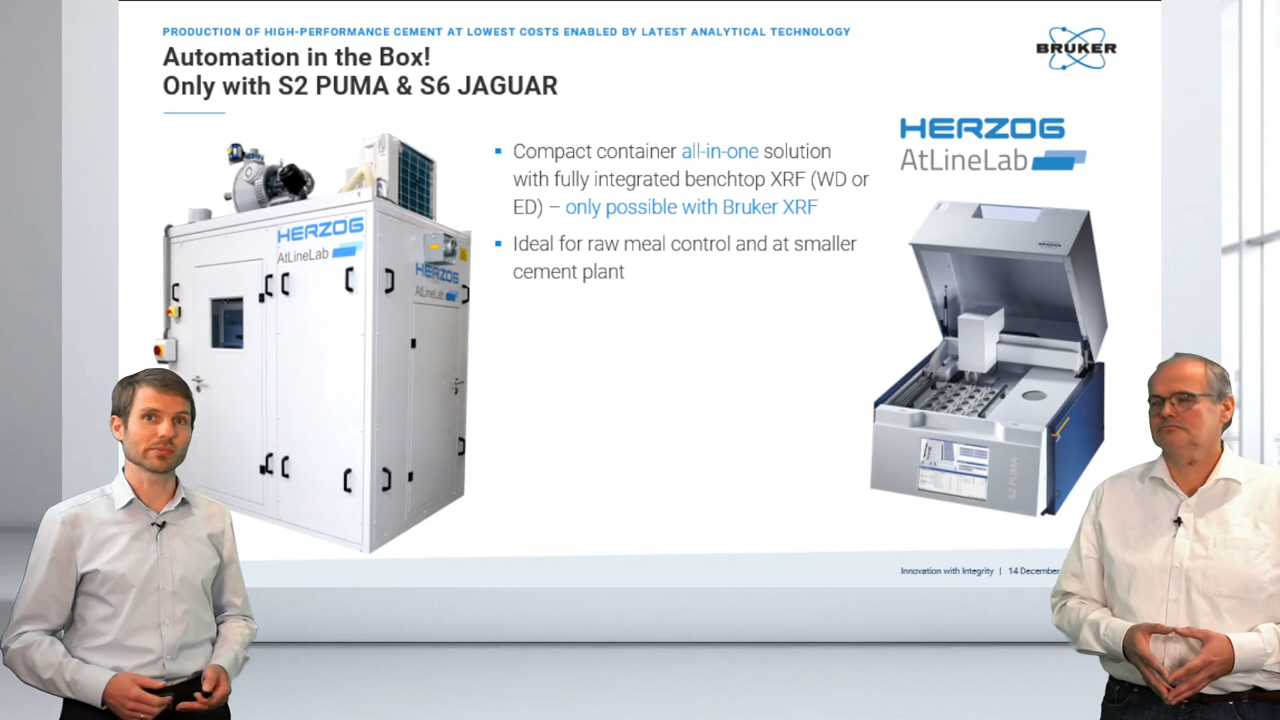 PRODUCTION OF HIGH-PERFORMANCE CEMENT AT LOWEST COSTS ENABLED BY LATEST ANALYTICAL TECHNOLOGY
Automation in the Box!
Only with S2 PUMA & S6 JAGUAR
BRUKER
HERZOG
AtLineLab
▪ Compact container all-in-one solution
with fully integrated benchtop XRF (WD or
ED) – only possible with Bruker XRF
▪ Ideal for raw meal control and at smaller
cement plant
HERZOG
AtLineLab
HERZOG
AtLineLab
S2 PUMA
Innovation with Integrity | 14 December